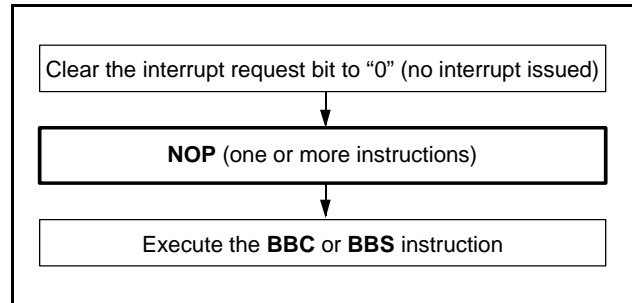 Clear the interrupt request bit to “0” (no interrupt issued)
NOP (one or more instructions)
Execute the BBC or BBS instruction